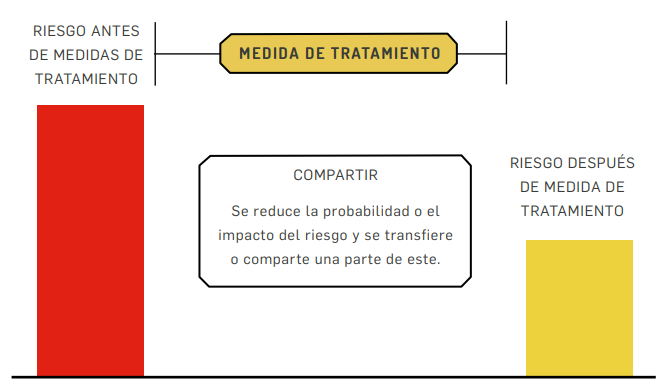 RIESGO ANTES
DE MEDIDAS DE
TRATAMIENTO
MEDIDA DE TRATAMIENTO
COMPARTIR
Se reduce la probabilidad o el
impacto del riesgo y se transfiere
o comparte una parte de este.
RIESGO DESPUÉS
DE MEDIDA DE
TRATAMIENTO